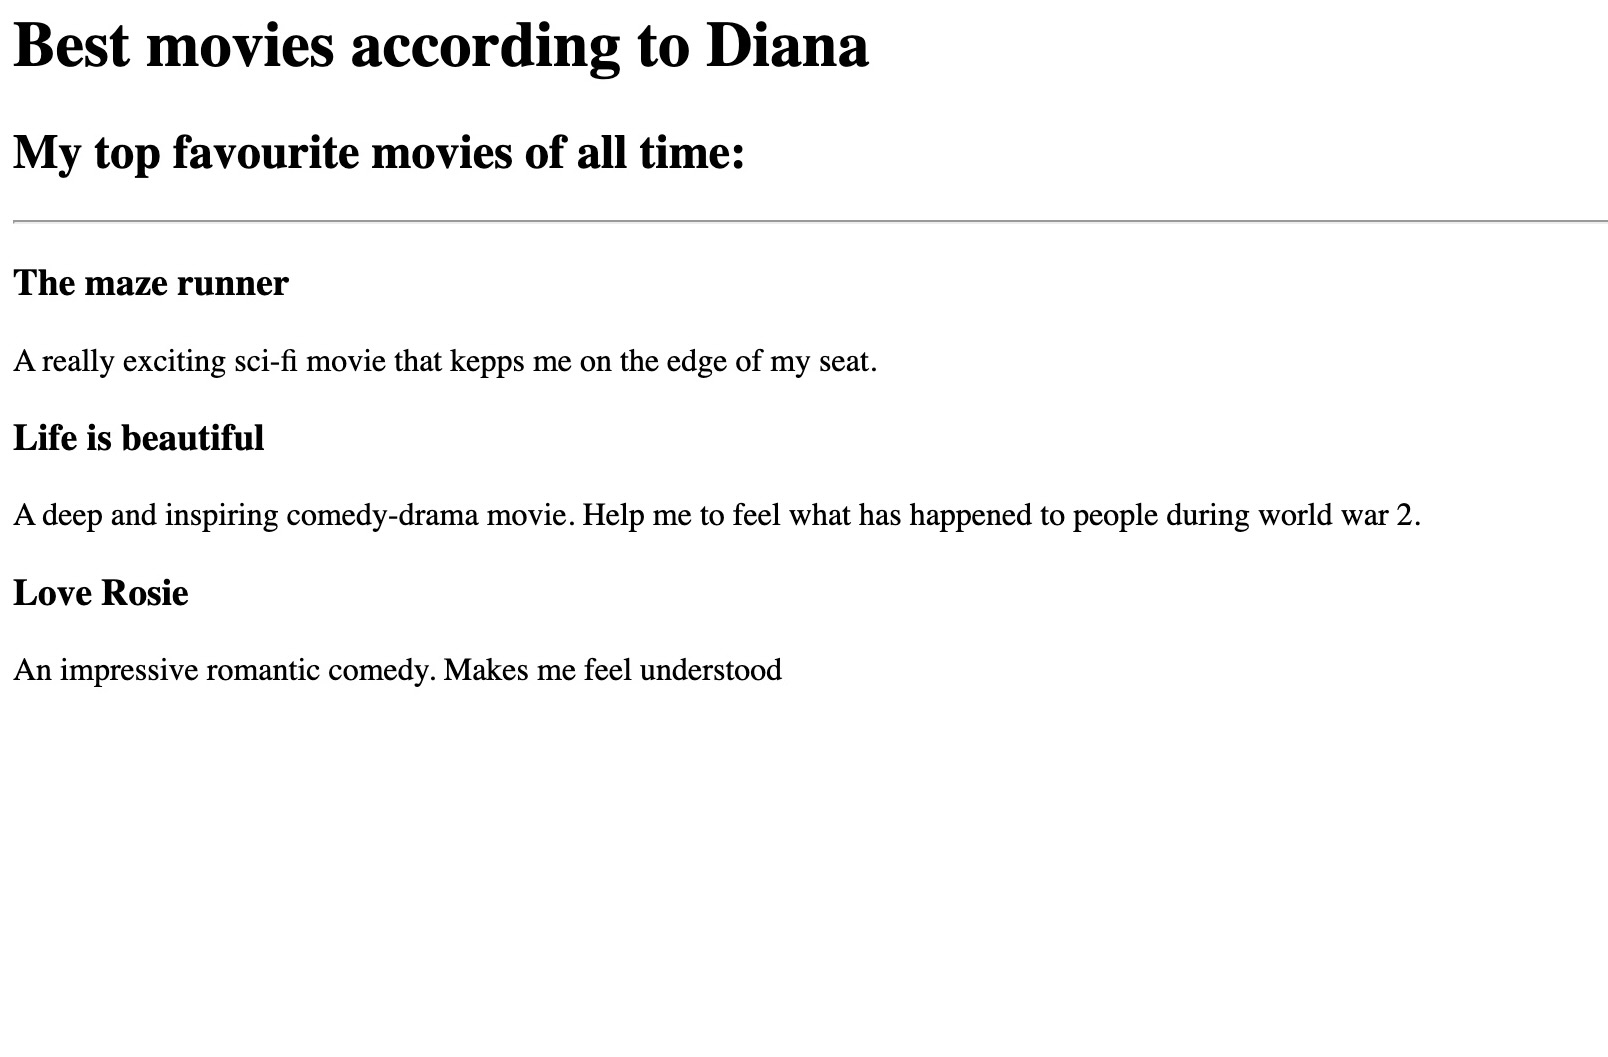 Best movies according to Diana
My top favourite movies of all time:
The maze runner
A really exciting sci-fi movie that kepps me on the edge of my seat.
Life is beautiful
A deep and inspiring comedy-drama movie. Help me to feel what has happened to people during world war 2.
Love Rosie
An impressive romantic comedy. Makes me feel understood